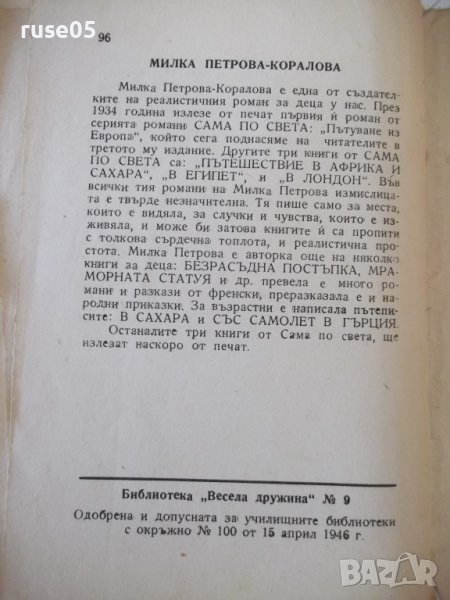 ruse05
96
МИЛКА ПЕТРОВА-КОРАЛОВА
Милка Петрова-Коралова е една от създател-
ките на реалистичния роман за деца у нас. През
1934 година излезе от печат първия ѝ роман от
серията романи САМА ПО СВЕТА: „Пътуване из
Европа“, който сега поднасяме на читателите в
третото му издание. Другите три книги от САМА
ПО СВЕТА са: „ПЪТЕШЕСТВИЕ В АФРИКА И
САХАРА“, „В ЕГИПЕТ“, и „В ЛОНДОН“. Във
всички тия романи на Милка Петрова измислица-
та е твърде незначителна. Тя пише само за места,
които е видяла, за случки и чувства, които е из-
живяла, и може би затова книгите ѝ са пропити
с толкова сърдечна топлота, и реалистична про-
стота. Милка Петрова е авторка още на няколко
книги за деца: БЕЗРАСЪДНА ПОСТЪПКА, МРА-
МОРНАТА СТАТУЯ и др. превела е много ро-
мани и разкази от френски, преразказала е и на-
родни приказки. За възрастни е написала пътепи-
сите: В САХАРА и СЪС САМОЛЕТ В ГЪРЦИЯ.
Останалите три книги от Сама по света, ще
излезат наскоро от печат.
Библиотека „Весела дружина“ № 9
Одобрена и допусната за училищните библиотеки
с окръжно № 100 от 15 април 1946 г.
BAZAR